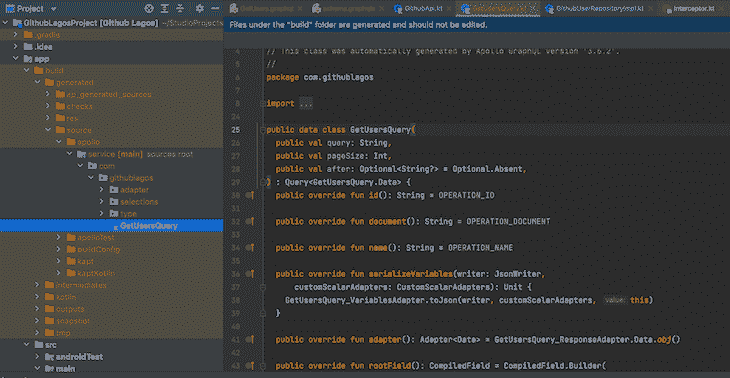 Project
GetUsers.graphql
schema.graphqls
GithubApi.kt
GetUsersQuery.kt
GithubUserRepositoryImpl.kt
Interceptor.kt
GithubLagosProject [Github Lagos] ~/StudioProjects
.gradle
.idea
app
build
generated
ap_generated_sources
checks
res
source
apollo
service [main] sources root
com
githublagos
adapter
selections
type
GetUsersQuery
apolloTest
buildConfig
kapt
kaptKotlin
intermediates
kotlin
outputs
snapshot
tmp
src
androidTest
main
Files under the "build" folder are generated and should not be edited.
4 // This class was automatically generated by Apollo GraphQL version '3.6.2'.
5 //
6 package com.githublagos
7
8 import ...
25 public data class GetUsersQuery(
26 public val query: String,
27 public val pageSize: Int,
28 public val after: Optional<String?> = Optional.Absent,
29 ) : Query<GetUsersQuery.Data> {
30 public override fun id(): String = OPERATION_ID
31
32 public override fun document(): String = OPERATION_DOCUMENT
33
34 public override fun name(): String = OPERATION_NAME
35
36 public override fun serializeVariables(writer: JsonWriter,
37 customScalarAdapters: CustomScalarAdapters): Unit {
38 GetUsersQuery_VariablesAdapter.toJson(writer, customScalarAdapters, value: this)
39 }
40
41 public override fun adapter(): Adapter<Data> = GetUsersQuery_ResponseAdapter.Data.obj()
42
43 public override fun rootField(): CompiledField = CompiledField.Builder(